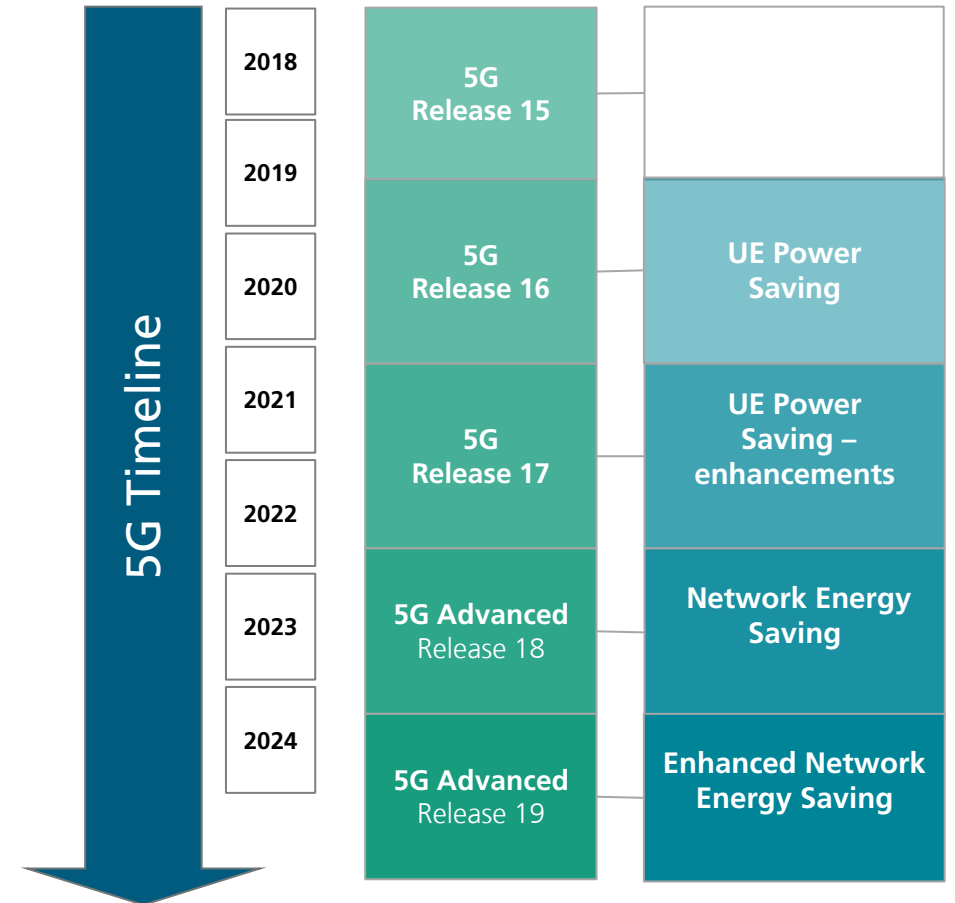 5G Timeline
2018
2019
2020
2021
2022
2023
2024
5G
Release 15
5G
Release 16
5G
Release 17
5G Advanced
Release 18
5G Advanced
Release 19
UE Power
Saving
UE Power
Saving –
enhancements
Network Energy
Saving
Enhanced Network
Energy Saving